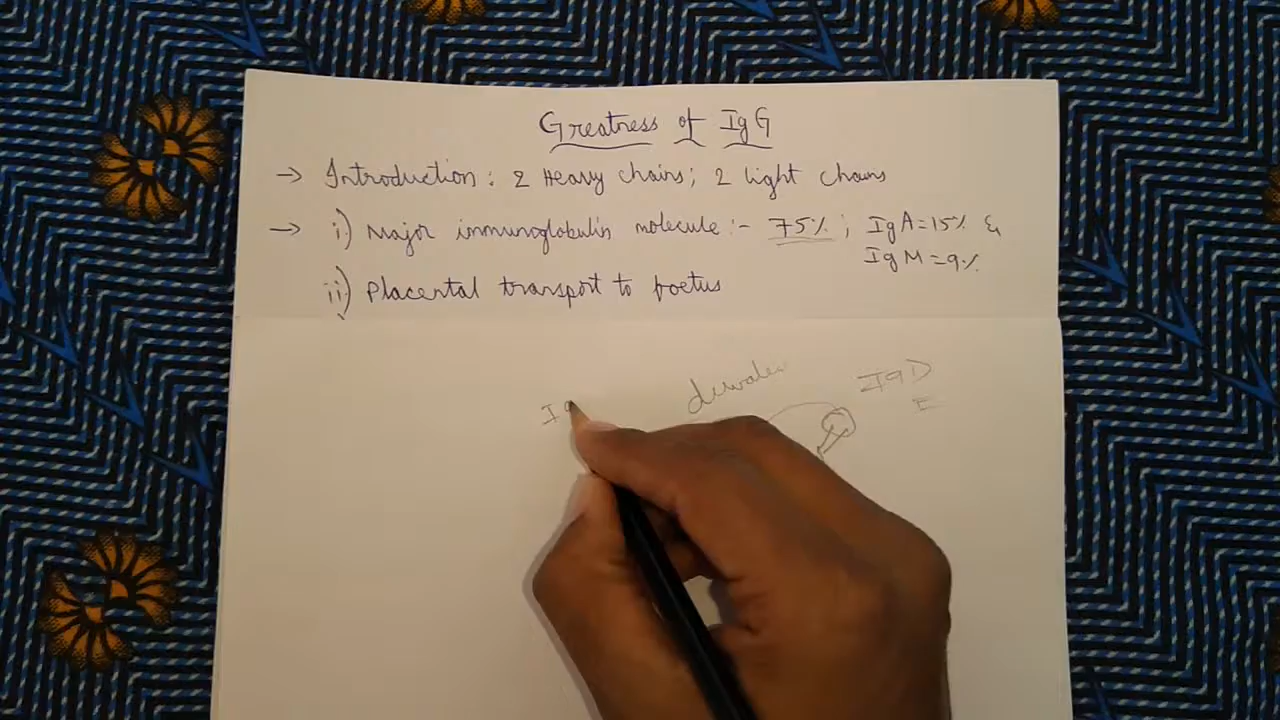 Greatness of IgG
→ Introduction: 2 Heavy chains; 2 light chains
→ i) Major immunoglobulin molecule:- 75%; IgA=15% &
IgM=9%
ii) Placental transport to foetus
IgD
E
Ig